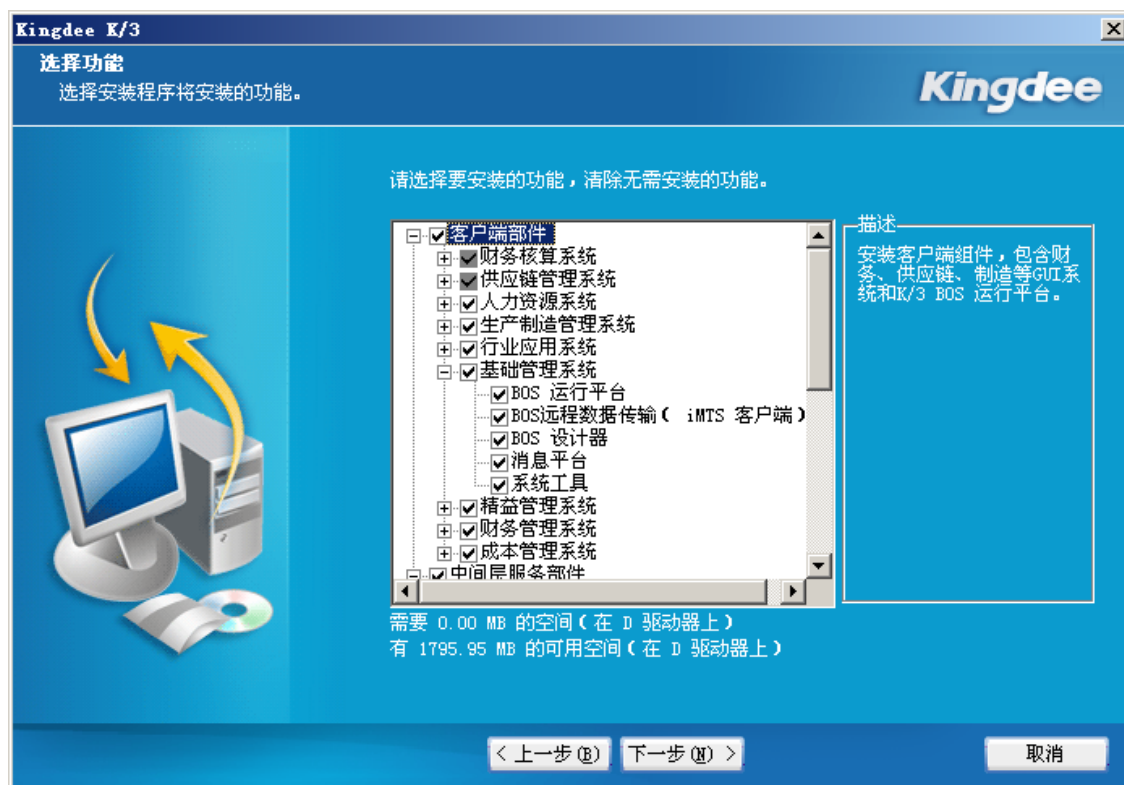 Kingdee K/3
选择功能
选择安装程序将安装的功能。
Kingdee
请选择要安装的功能，清除无需安装的功能。
客户端部件
财务核算系统
供应链管理系统
人力资源系统
生产制造管理系统
行业应用系统
基础管理系统
BOS 运行平台
BOS远程数据传输( iMTS 客户端)
BOS 设计器
消息平台
系统工具
精益管理系统
财务管理系统
成本管理系统
中间层服务部件
描述
安装客户端组件，包含财
务、供应链、制造等GUI系
统和K/3 BOS 运行平台。
需要 0.00 MB 的空间(在 D 驱动器上)
有 1795.95 MB 的可用空间(在 D 驱动器上)
< 上一步(B)
下一步(N) >
取消